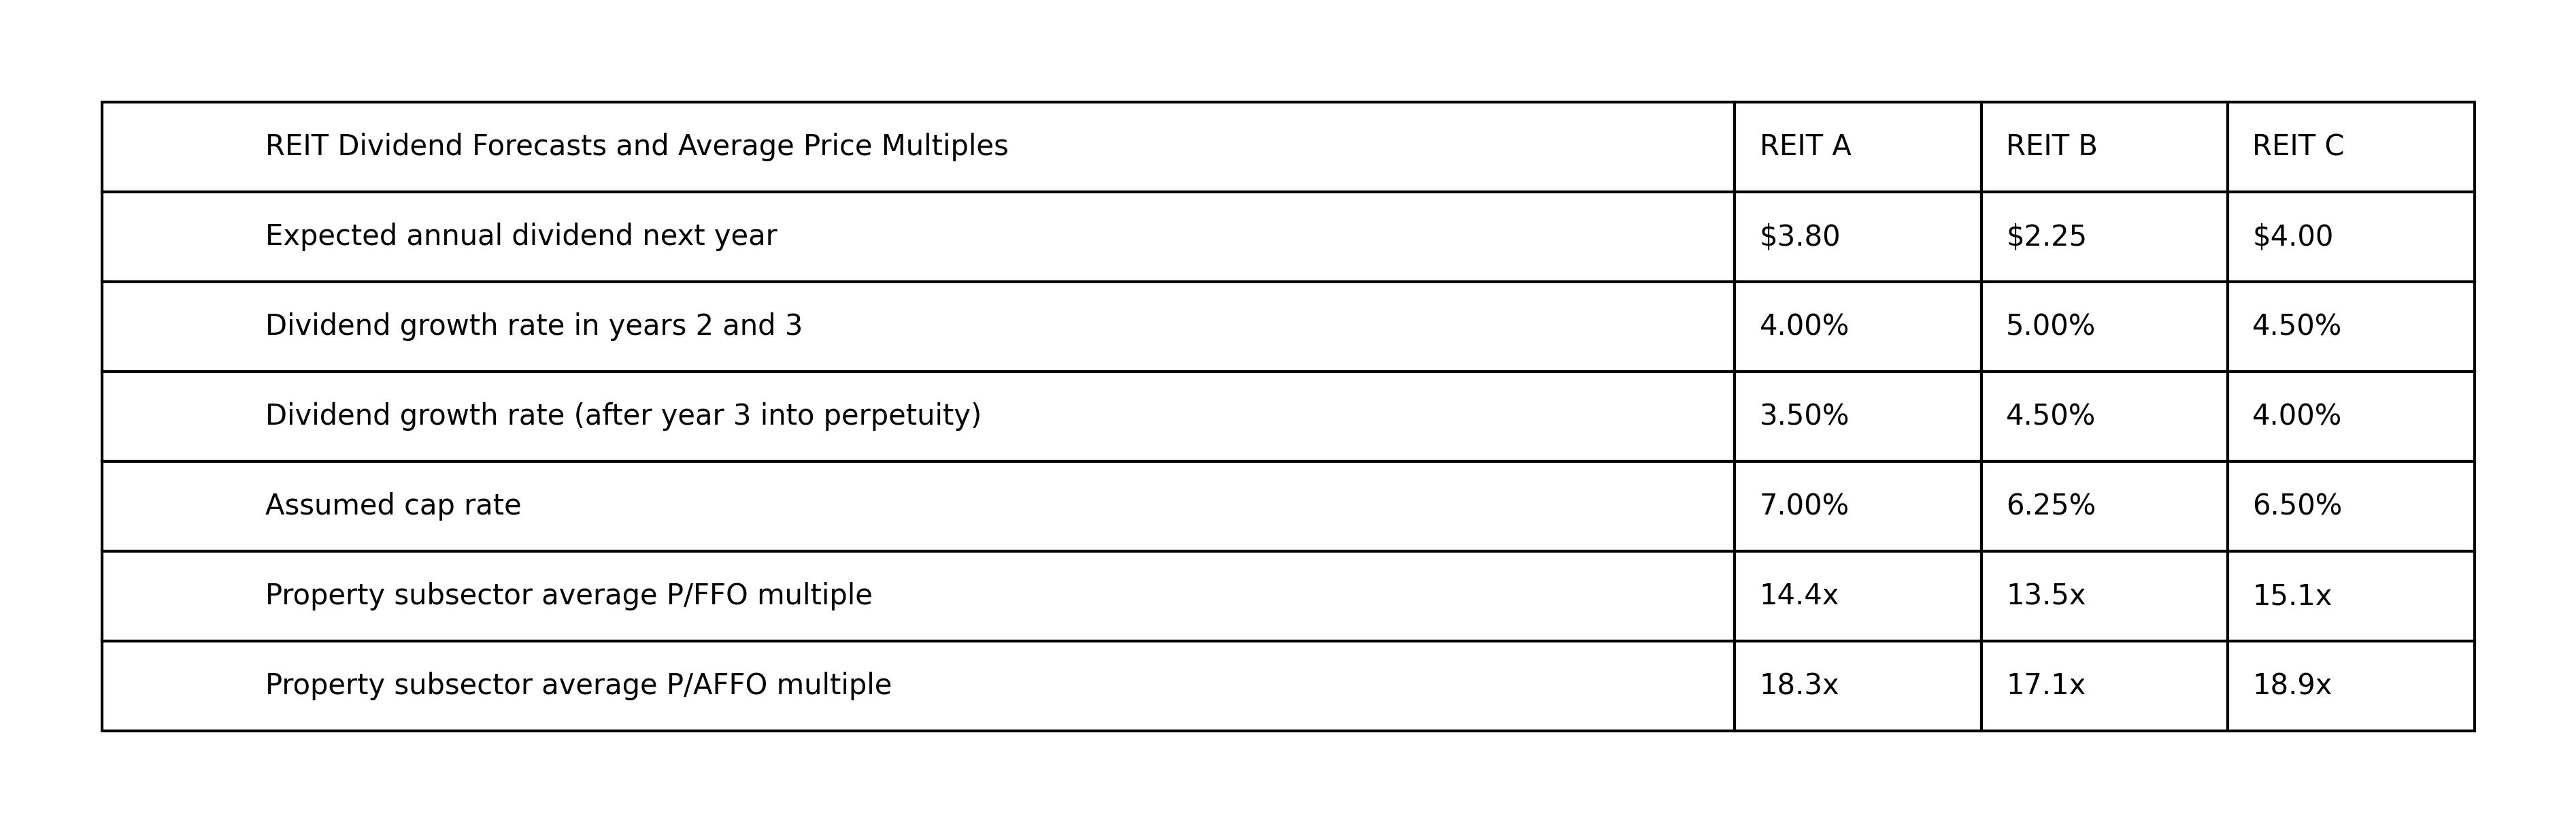 REIT Dividend Forecasts and Average Price Multiples REIT A REIT B REIT C
Expected annual dividend next year $3.80 $2.25 $4.00
Dividend growth rate in years 2 and 3 4.00% 5.00% 4.50%
Dividend growth rate (after year 3 into perpetuity) 3.50% 4.50% 4.00%
Assumed cap rate 7.00% 6.25% 6.50%
Property subsector average P/FFO multiple 14.4x 13.5x 15.1x
Property subsector average P/AFFO multiple 18.3x 17.1x 18.9x